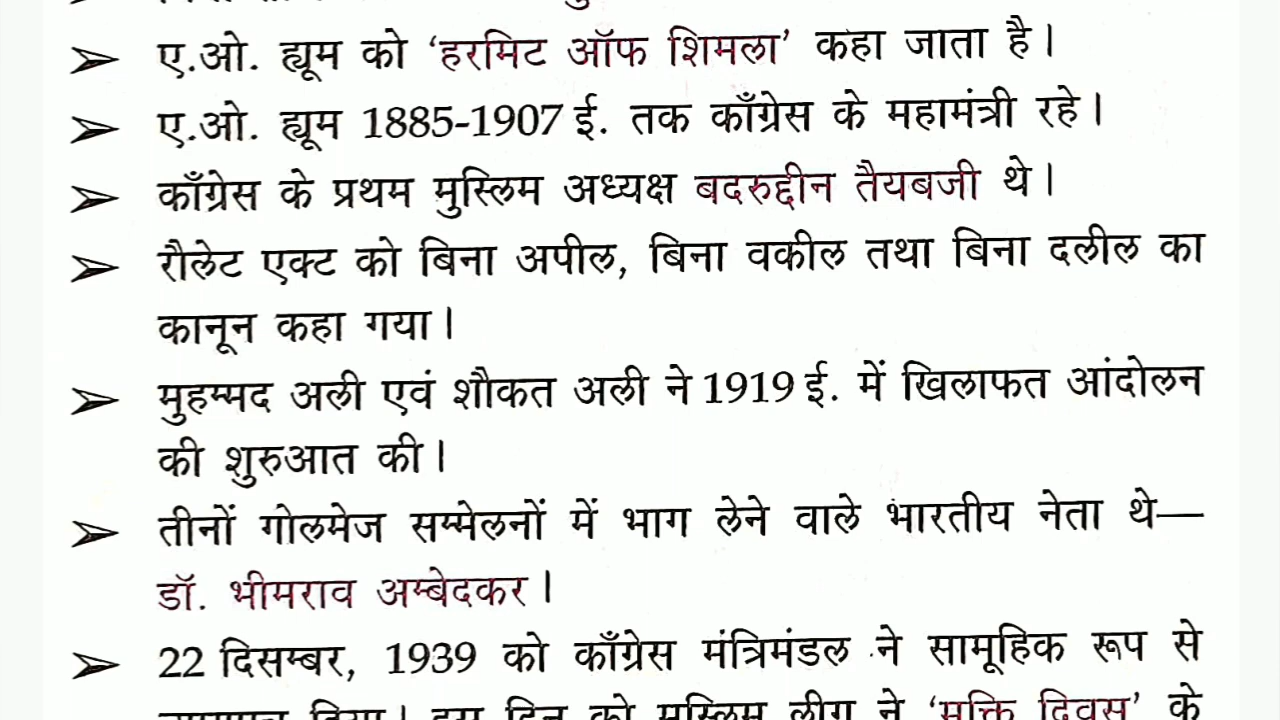 ➢ ए.ओ. ह्यूम को ‘हरमिट ऑफ शिमला’ कहा जाता है।
➢ ए.ओ. ह्यूम 1885-1907 ई. तक काँग्रेस के महामंत्री रहे।
➢ काँग्रेस के प्रथम मुस्लिम अध्यक्ष बदरुद्दीन तैयबजी थे।
➢ रौलेट एक्ट को बिना अपील, बिना वकील तथा बिना दलील का
कानून कहा गया।
➢ मुहम्मद अली एवं शौकत अली ने 1919 ई. में खिलाफत आंदोलन
की शुरुआत की।
➢ तीनों गोलमेज सम्मेलनों में भाग लेने वाले भारतीय नेता थे—
डॉ. भीमराव अम्बेदकर।
➢ 22 दिसम्बर, 1939 को काँग्रेस मंत्रिमंडल ने सामूहिक रूप से
दिया। इस दिन को मुस्लिम लीग ने ‘मुक्ति दिवस’ के